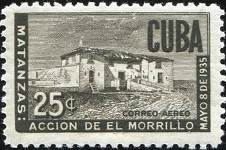 MATANZAS:
CUBA
MAYO 8 DE 1935
25¢
CORREO AEREO
ACCION DE EL MORRILLO